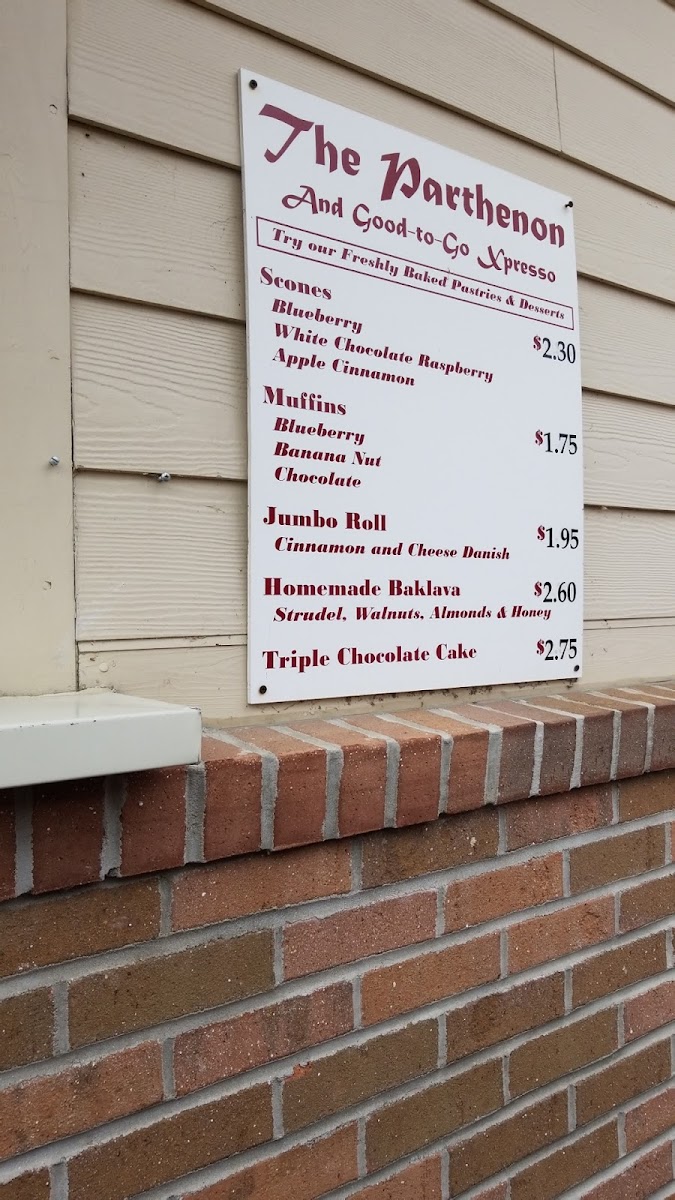 The Parthenon
And Good-to-Go Xpresso
Try our Freshly Baked Pastries & Desserts
Scones
Blueberry
White Chocolate Raspberry $2.30
Apple Cinnamon
Muffins
Blueberry
Banana Nut $1.75
Chocolate
Jumbo Roll $1.95
Cinnamon and Cheese Danish
Homemade Baklava $2.60
Strudel, Walnuts, Almonds & Honey
Triple Chocolate Cake $2.75